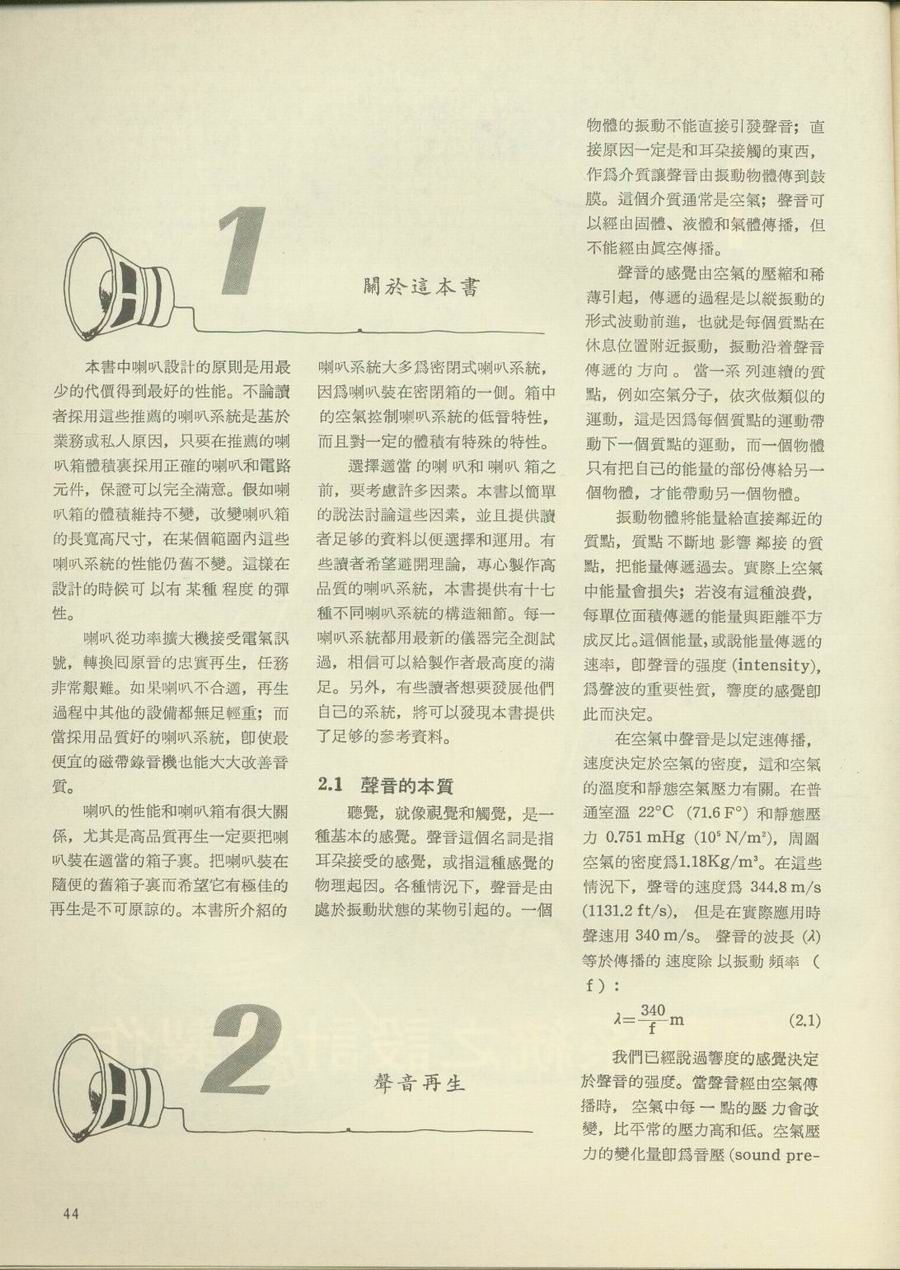 1
關於這本書
本書中喇叭設計的原則是用最
少的代價得到最好的性能。不論讀
者採用這些推薦的喇叭系統是基於
業務或私人原因，只要在推薦的喇
叭箱體積裏採用正確的喇叭和電路
元件，保證可以完全滿意。假如喇
叭箱的體積維持不變，改變喇叭箱
的長寬高尺寸，在某個範圍內這些
喇叭系統的性能仍舊不變。這樣在
設計的時候可以有某種程度的彈
性。
喇叭從功率擴大機接受電氣訊
號，轉換囘原音的忠實再生，任務
非常艱難。如果喇叭不合適，再生
過程中其他的設備都無足輕重；而
當採用品質好的喇叭系統，卽使最
便宜的磁帶錄音機也能大大改善音
質。
喇叭的性能和喇叭箱有很大關
係，尤其是高品質再生一定要把喇
叭裝在適當的箱子裏。把喇叭裝在
隨便的舊箱子裏而希望它有極佳的
再生是不可原諒的。本書所介紹的
喇叭系統大多爲密閉式喇叭系統，
因爲喇叭裝在密閉箱的一側。箱中
的空氣控制喇叭系統的低音特性，
而且對一定的體積有特殊的特性。
選擇適當的喇叭和喇叭箱之
前，要考慮許多因素。本書以簡單
的說法討論這些因素，並且提供讀
者足够的資料以便選擇和運用。有
些讀者希望避開理論，專心製作高
品質的喇叭系統，本書提供有十七
種不同喇叭系統的構造細節。每一
喇叭系統都用最新的儀器完全測試
過，相信可以給製作者最高度的滿
足。另外，有些讀者想要發展他們
自己的系統，將可以發現本書提供
了足够的參考資料。
2
聲音再生
2.1 聲音的本質
聽覺，就像視覺和觸覺，是一
種基本的感覺。聲音這個名詞是指
耳朶接受的感覺，或指這種感覺的
物理起因。各種情況下，聲音是由
處於振動狀態的某物引起的。一個
物體的振動不能直接引發聲音；直
接原因一定是和耳朶接觸的東西，
作爲介質讓聲音由振動物體傳到鼓
膜。這個介質通常是空氣；聲音可
以經由固體、液體和氣體傳播，但
不能經由眞空傳播。
聲音的感覺由空氣的壓縮和稀
薄引起，傳遞的過程是以縱振動的
形式波動前進，也就是每個質點在
休息位置附近振動，振動沿着聲音
傳遞的方向。當一系列連續的質
點，例如空氣分子，依次做類似的
運動，這是因爲每個質點的運動帶
動下一個質點的運動，而一個物體
只有把自己的能量的部份傳給另一
個物體，才能帶動另一個物體。
振動物體將能量給直接鄰近的
質點，質點不斷地影響鄰接的質
點，把能量傳遞過去。實際上空氣
中能量會損失；若沒有這種浪費，
每單位面積傳遞的能量與距離平方
成反比。這個能量，或說能量傳遞的
速率，卽聲音的强度 (intensity)，
爲聲波的重要性質，響度的感覺卽
此而決定。
在空氣中聲音是以定速傳播，
速度決定於空氣的密度，這和空氣
的溫度和靜態空氣壓力有關。在普
通室溫 22°C (71.6 F°) 和靜態壓
力 0.751 mHg (10⁵ N/m²)，周圍
空氣的密度爲1.18Kg/m³。在這些
情況下，聲音的速度爲 344.8 m/s
(1131.2 ft/s)， 但是在實際應用時
聲速用 340 m/s。 聲音的波長 (λ)
等於傳播的速度除以振動頻率（
f）：
λ=340/f m (2.1)
我們已經說過響度的感覺決定
於聲音的强度。當聲音經由空氣傳
播時，空氣中每一點的壓力會改
變，比平常的壓力高和低。空氣壓
力的變化量卽爲音壓 (sound pre-
44